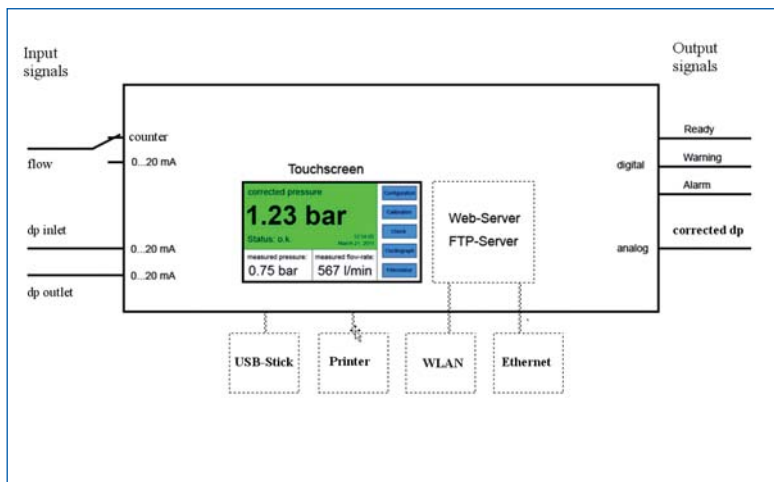 Input
signals
Output
signals
counter
flow
0...20 mA
Touchscreen
corrected pressure
1.23 bar
Status: o.k.
measured pressure:
0.75 bar
measured flow-rate:
567 l/min
Configuration
Calibration
Web-Server
FTP-Server
dp inlet
0...20 mA
0...20 mA
dp outlet
digital
Ready
Warning
Alarm
corrected dp
analog
USB-Stick
Printer
WLAN
Ethernet